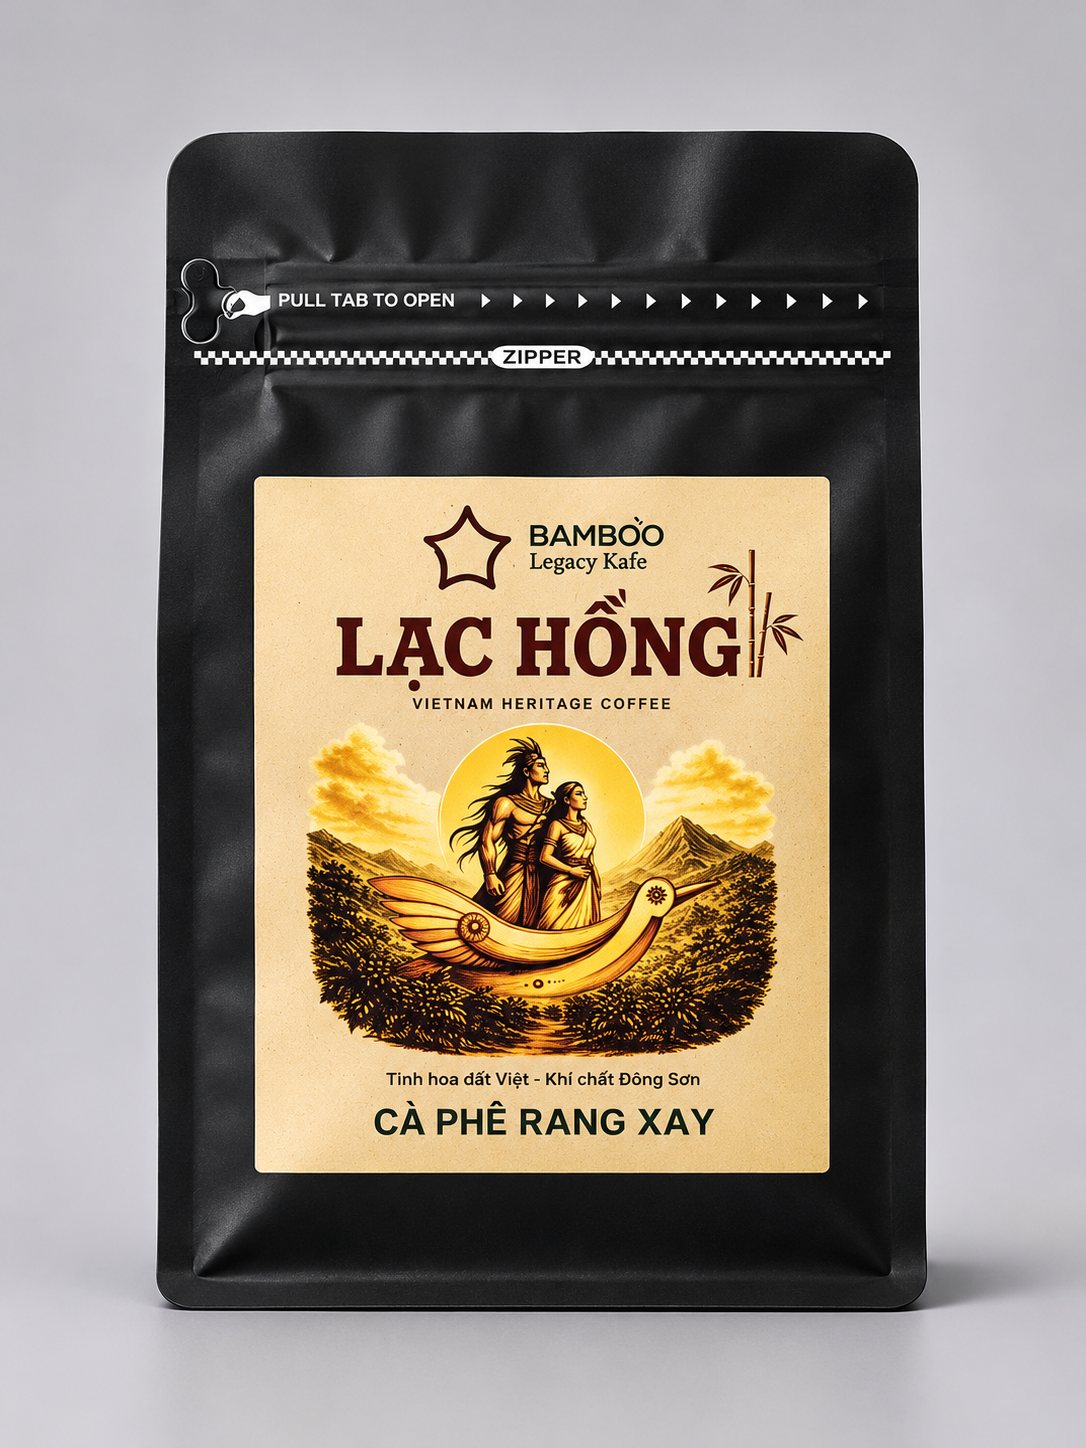 PULL TAB TO OPEN
ZIPPER
BAMBOO
Legacy Kafe
LẠC HỒNG
VIETNAM HERITAGE COFFEE
Tinh hoa đất Việt - Khí chất Đông Sơn
CÀ PHÊ RANG XAY